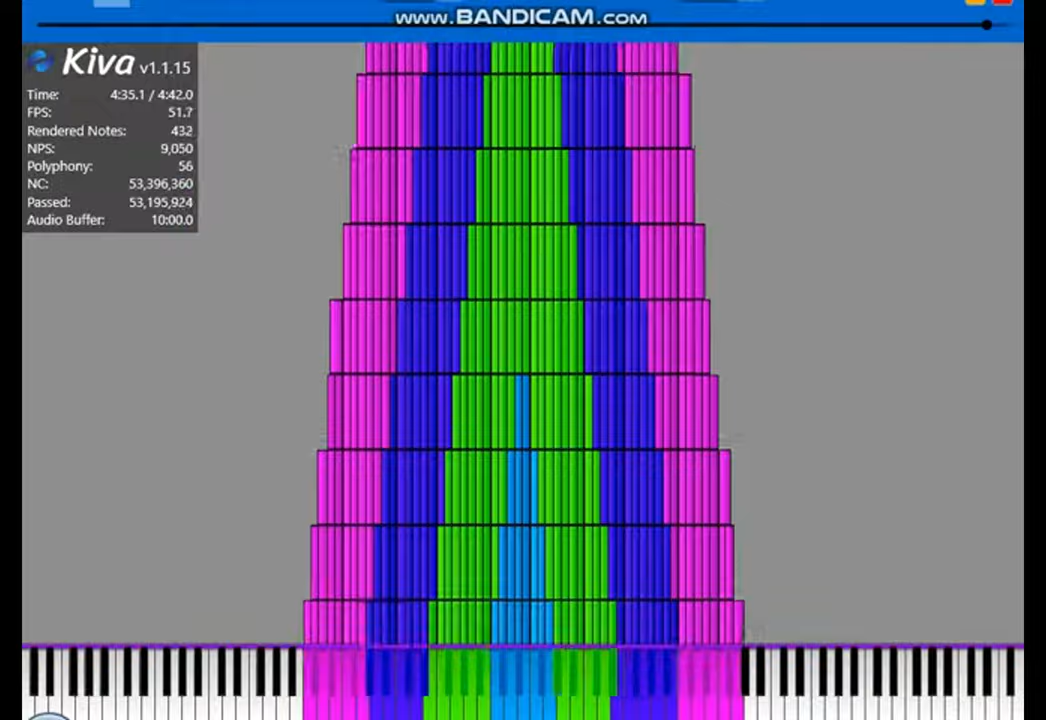 www.BANDICAM.com
Kiva v1.1.15
Time: 4:35.1 / 4:42.0
FPS: 51.7
Rendered Notes: 432
NPS: 9,050
Polyphony: 56
NC: 53,396,360
Passed: 53,195,924
Audio Buffer: 10:00.0